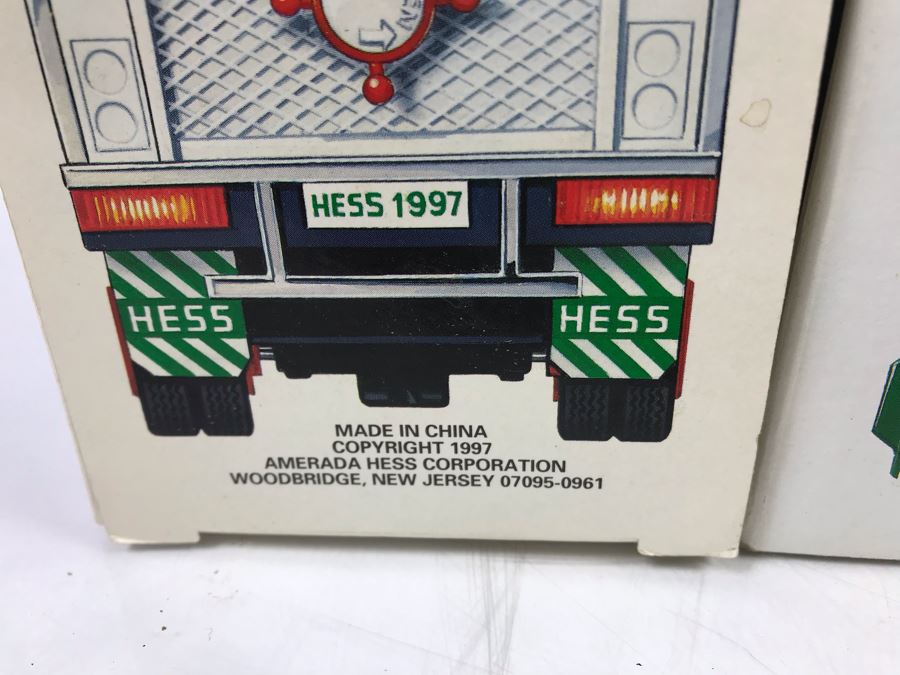 HESS 1997
HESS HESS
MADE IN CHINA
COPYRIGHT 1997
AMERADA HESS CORPORATION
WOODBRIDGE, NEW JERSEY 07095-0961